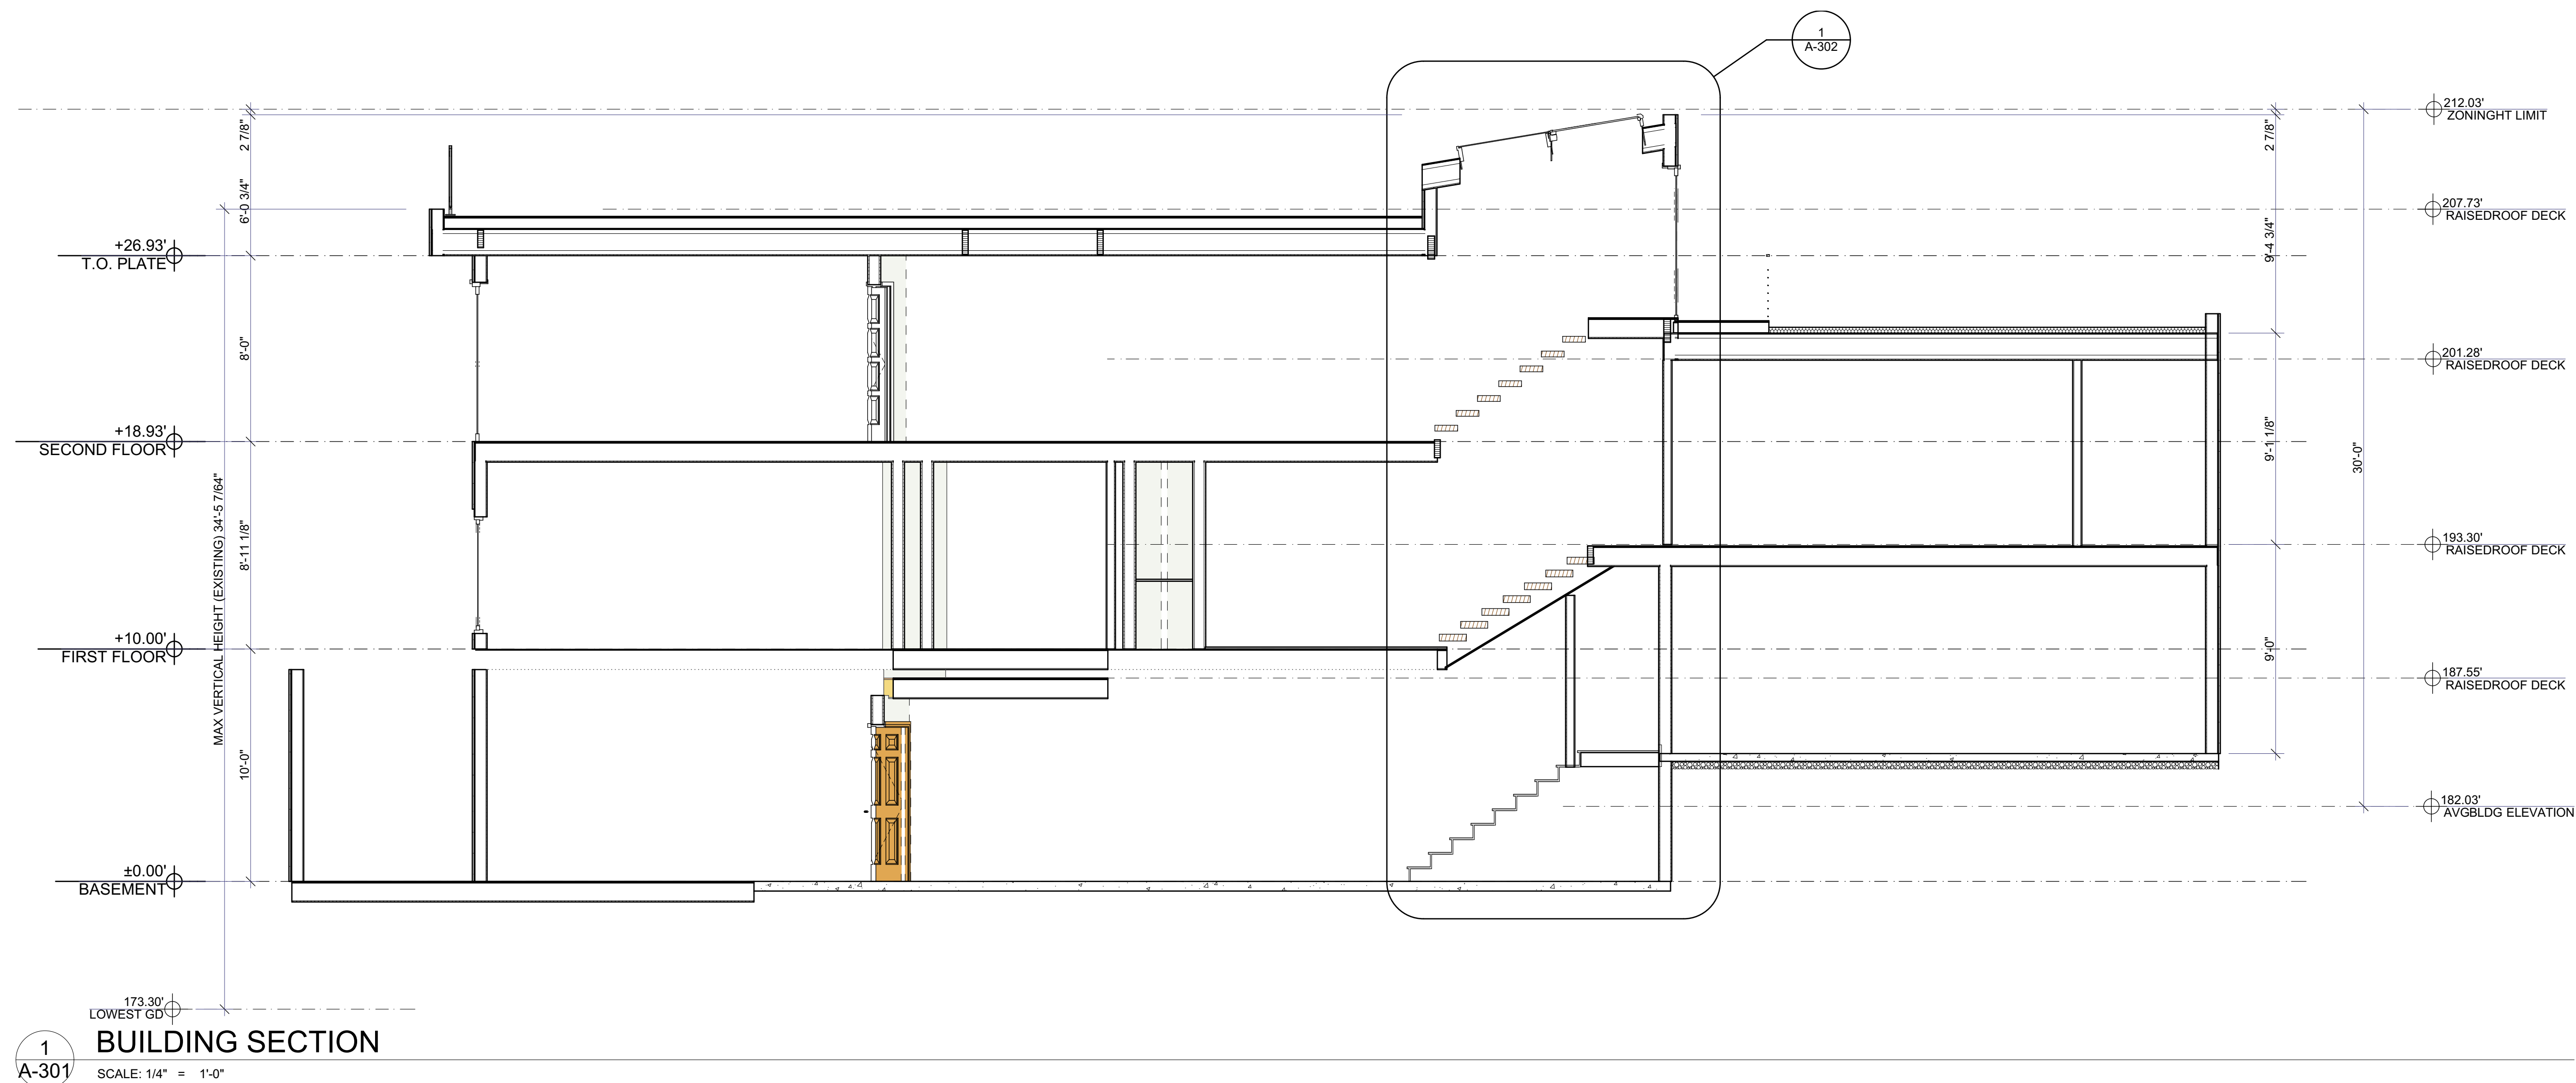 1
A-302
212.03'
ZONINGHT LIMIT
2 7/8"
2 7/8"
6'-0 3/4"
207.73'
RAISEDROOF DECK
9'-4 3/4"
+26.93'
T.O. PLATE
8'-0"
201.28'
RAISEDROOF DECK
+18.93'
SECOND FLOOR
9'-1 1/8"
30'-0"
MAX VERTICAL HEIGHT (EXISTING) 34'-5 7/64"
8'-11 1/8"
193.30'
RAISEDROOF DECK
+10.00'
FIRST FLOOR
9'-0"
187.55'
RAISEDROOF DECK
10'-0"
182.03'
AVGBLDG ELEVATION
±0.00'
BASEMENT
173.30'
LOWEST GD
1
A-301
BUILDING SECTION
SCALE: 1/4" = 1'-0"